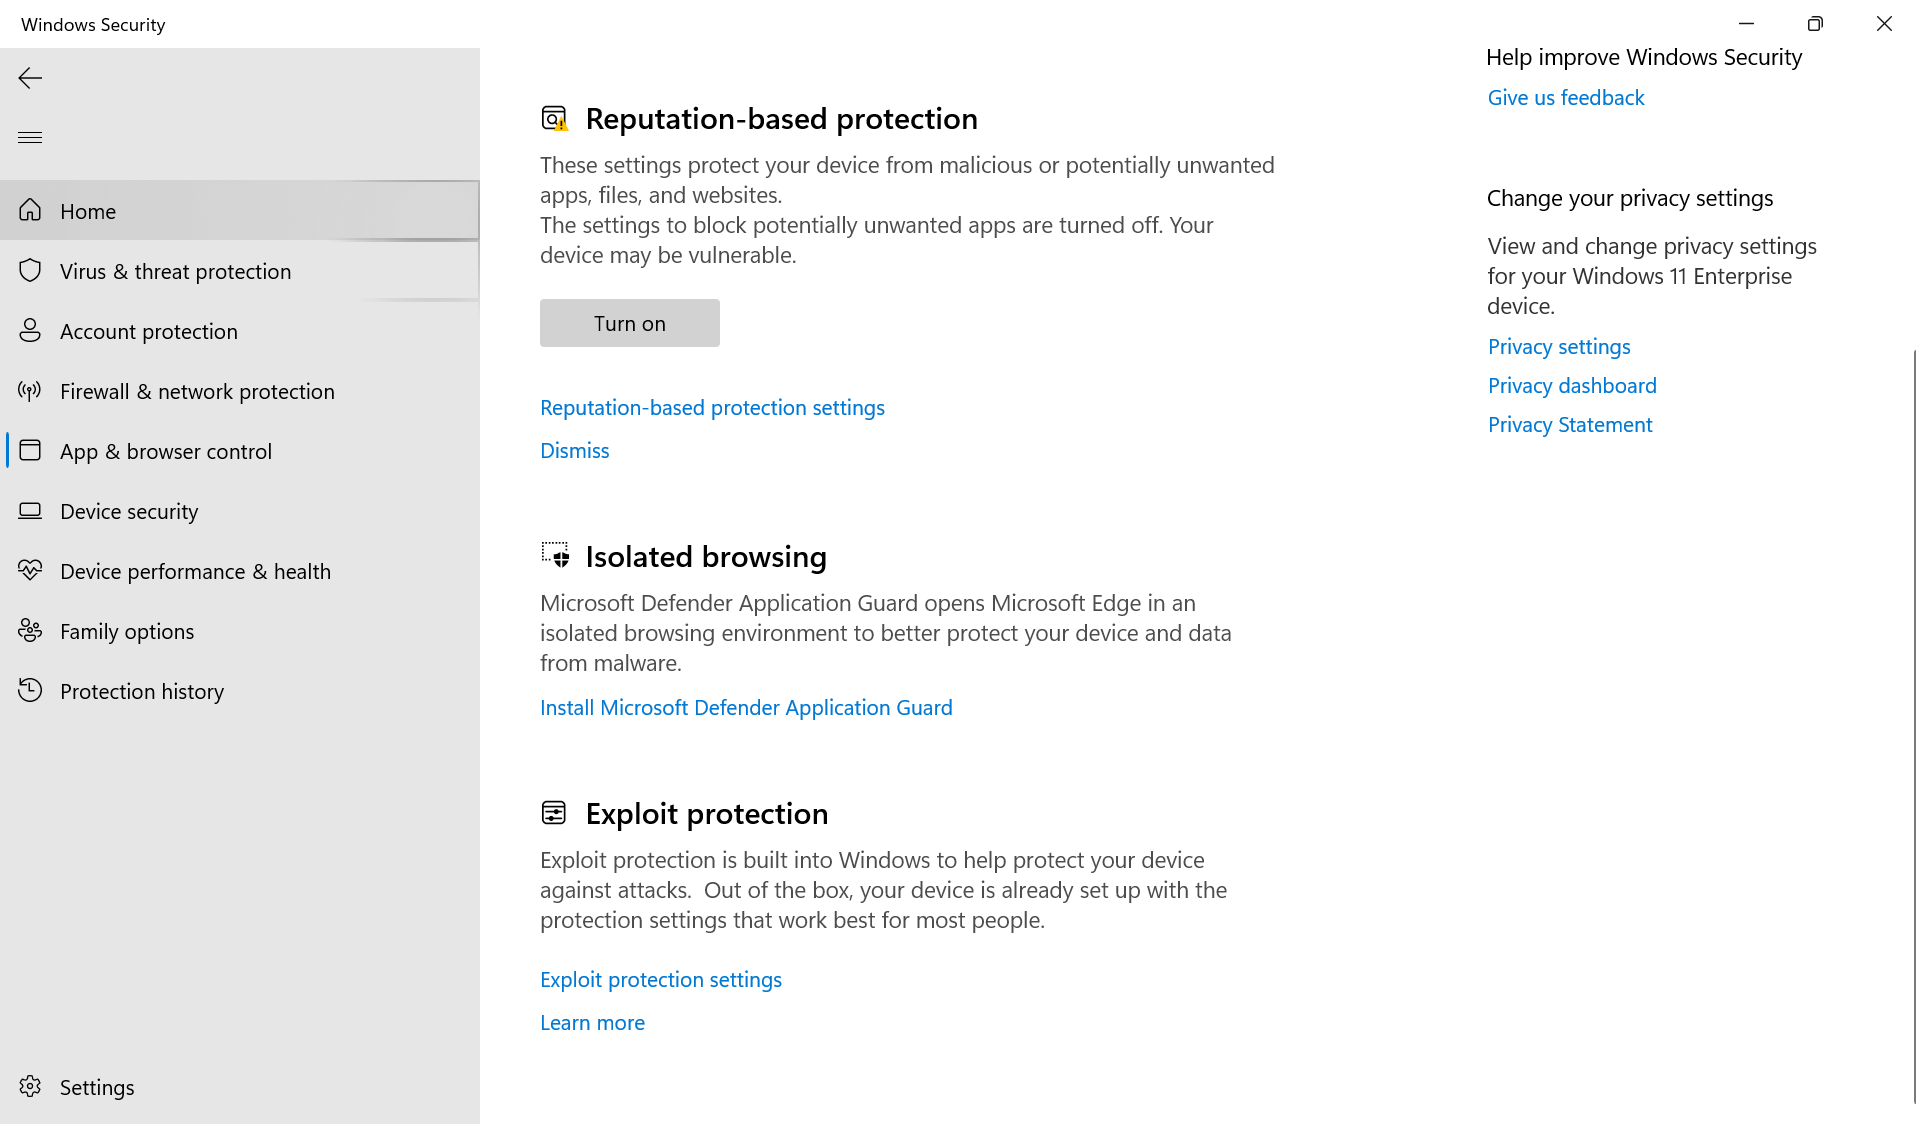 Windows Security
Home
Virus & threat protection
Account protection
Firewall & network protection
App & browser control
Device security
Device performance & health
Family options
Protection history
Settings
Reputation-based protection
These settings protect your device from malicious or potentially unwanted
apps, files, and websites.
The settings to block potentially unwanted apps are turned off. Your
device may be vulnerable.
Turn on
Reputation-based protection settings
Dismiss
Isolated browsing
Microsoft Defender Application Guard opens Microsoft Edge in an
isolated browsing environment to better protect your device and data
from malware.
Install Microsoft Defender Application Guard
Exploit protection
Exploit protection is built into Windows to help protect your device
against attacks.  Out of the box, your device is already set up with the
protection settings that work best for most people.
Exploit protection settings
Learn more
Help improve Windows Security
Give us feedback
Change your privacy settings
View and change privacy settings
for your Windows 11 Enterprise
device.
Privacy settings
Privacy dashboard
Privacy Statement